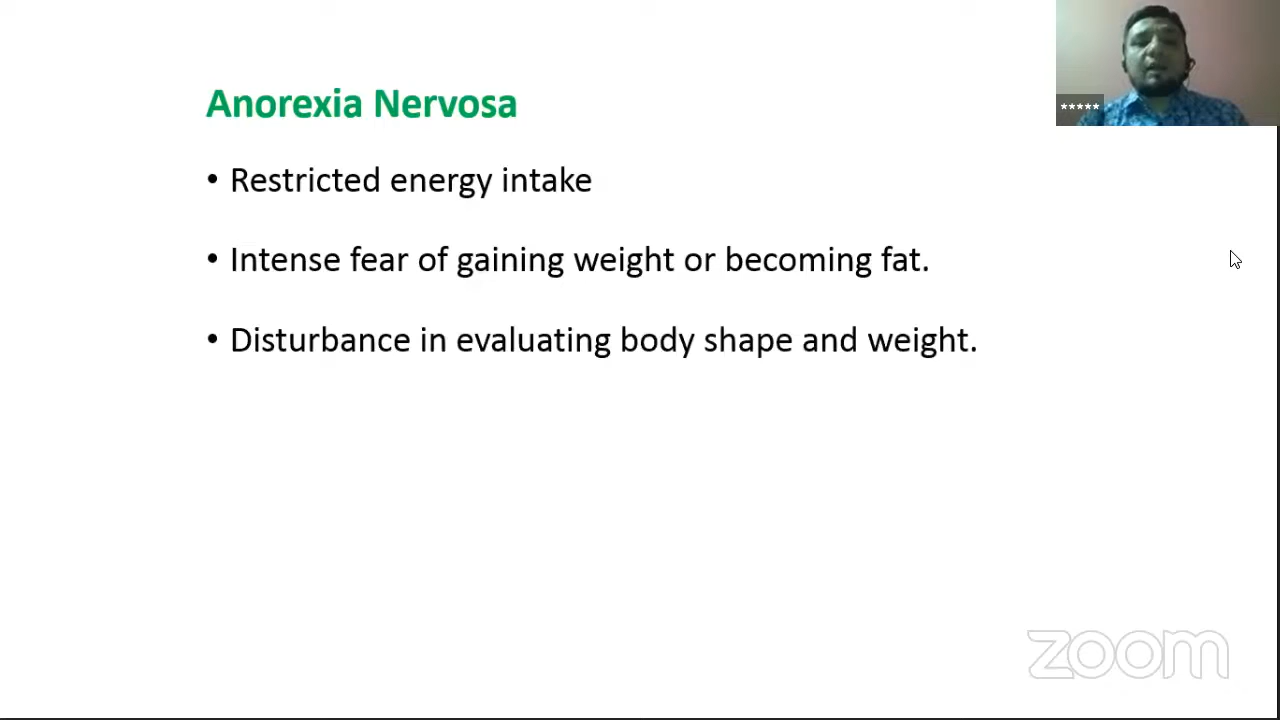 Anorexia Nervosa
*****
• Restricted energy intake
• Intense fear of gaining weight or becoming fat.
• Disturbance in evaluating body shape and weight.
zoom